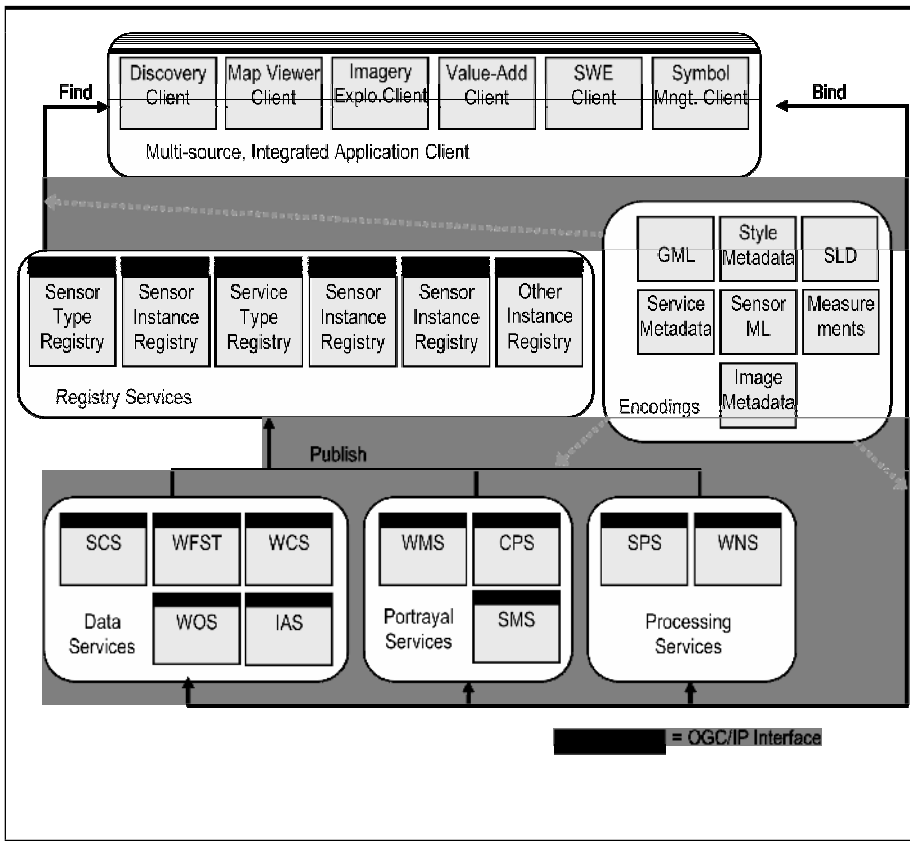 Discovery
Client
Map Viewer
Client
Imagery
Explo.Client
Value-Add
Client
SWE
Client
Symbol
Mngt. Client
Find
Bind
Multi-source, Integrated Application Client
GML
Style
Metadata
SLD
Service
Metadata
Sensor
ML
Measure
ments
Image
Metadata
Encodings
Sensor
Type
Registry
Sensor
Instance
Registry
Service
Type
Registry
Sensor
Instance
Registry
Sensor
Instance
Registry
Other
Instance
Registry
Registry Services
Publish
SCS
WFST
WCS
WOS
IAS
Data
Services
WMS
CPS
SMS
Portrayal
Services
SPS
WNS
Processing
Services
= OGC/IP Interface